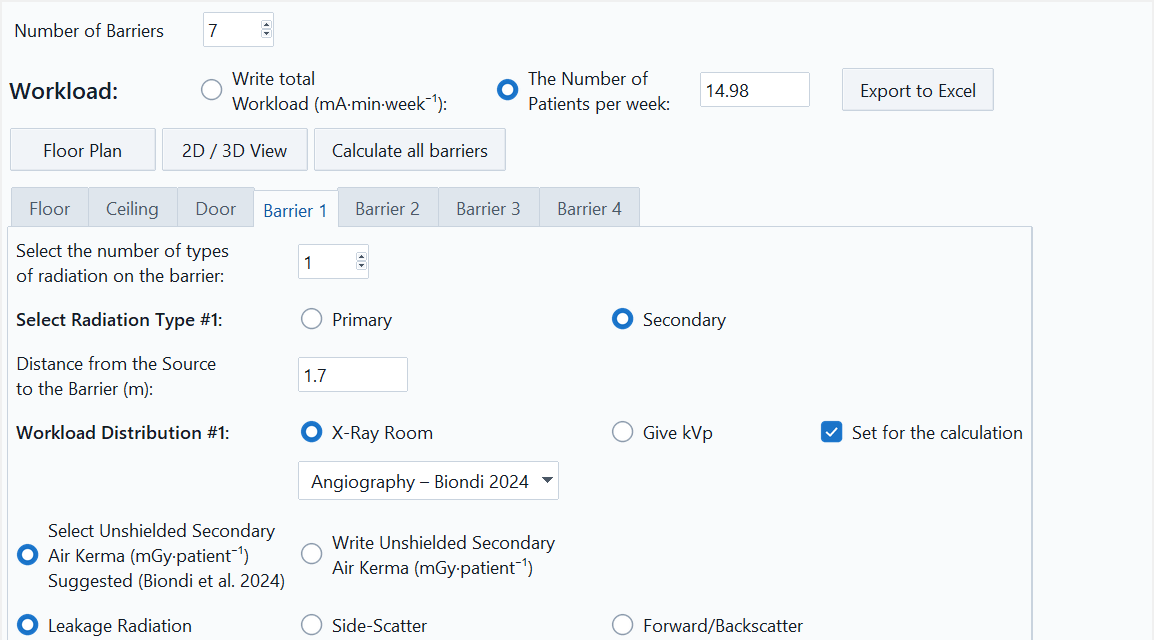 Number of Barriers 7
Workload:
Write total
Workload (mA·min·week⁻¹):
The Number of
Patients per week:
14.98
Export to Excel
Floor Plan 2D / 3D View Calculate all barriers
Floor Ceiling Door Barrier 1 Barrier 2 Barrier 3 Barrier 4
Select the number of types
of radiation on the barrier:
1
Select Radiation Type #1: Primary Secondary
Distance from the Source
to the Barrier (m):
1.7
Workload Distribution #1: X-Ray Room Give kVp Set for the calculation
Angiography – Biondi 2024
Select Unshielded Secondary
Air Kerma (mGy·patient⁻¹)
Suggested (Biondi et al. 2024)
Write Unshielded Secondary
Air Kerma (mGy·patient⁻¹)
Leakage Radiation Side-Scatter Forward/Backscatter